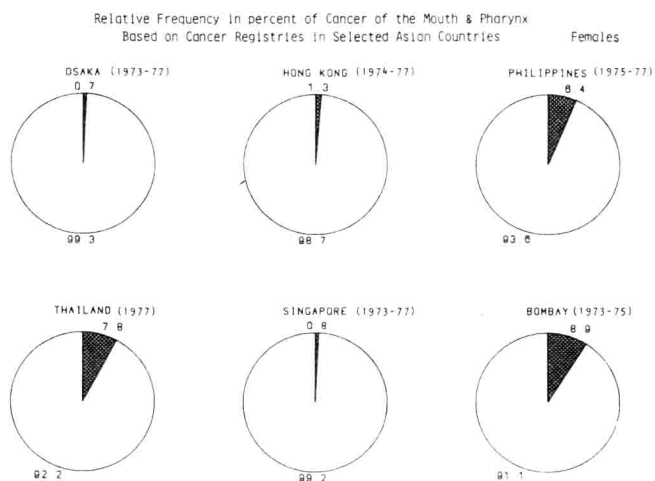 Relative Frequency in percent of Cancer of the Mouth & Pharynx
Based on Cancer Registries in Selected Asian Countries Females
OSAKA (1973-77)
0.7
99.3
HONG KONG (1974-77)
1.3
98.7
PHILIPPINES (1975-77)
6.4
93.6
THAILAND (1977)
7.8
92.2
SINGAPORE (1973-77)
0.8
99.2
BOMBAY (1973-75)
8.9
91.1